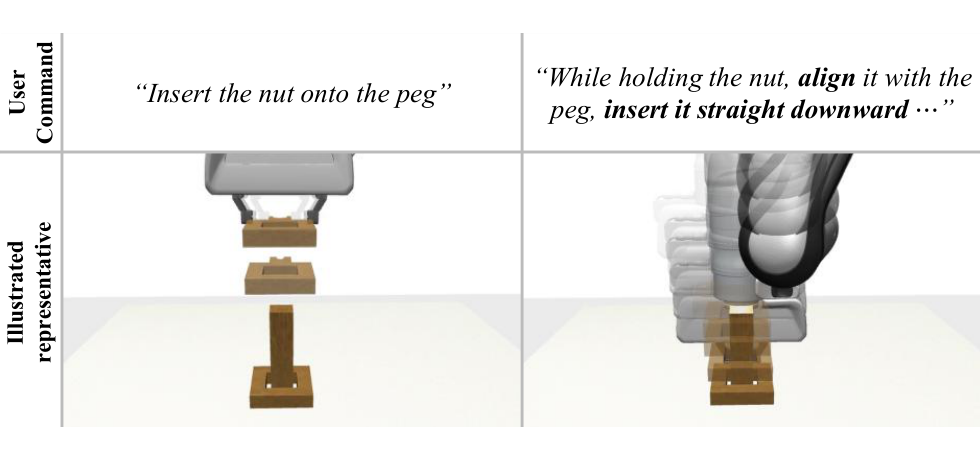 User
Command
“Insert the nut onto the peg”
“While holding the nut, align it with the
peg, insert it straight downward ⋯”
Illustrated
representative